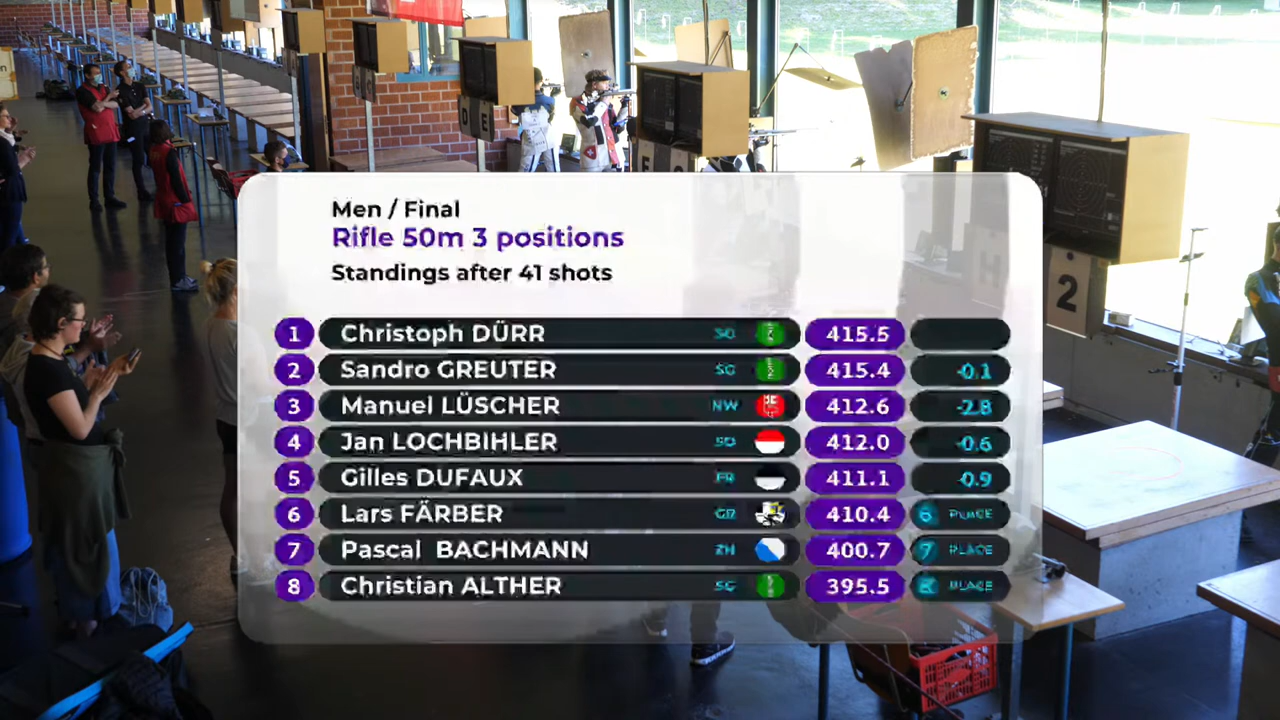 Men / Final
Rifle 50m 3 positions
Standings after 41 shots
1 Christoph DÜRR SG 415.5
2 Sandro GREUTER SG 415.4 -0.1
3 Manuel LÜSCHER NW 412.6 -2.8
4 Jan LOCHBIHLER SO 412.0 -0.6
5 Gilles DUFAUX FR 411.1 -0.9
6 Lars FÄRBER GR 410.4 6 PLACE
7 Pascal BACHMANN ZH 400.7 7 PLACE
8 Christian ALTHER SG 395.5 8 PLACE
D E
F
H
2